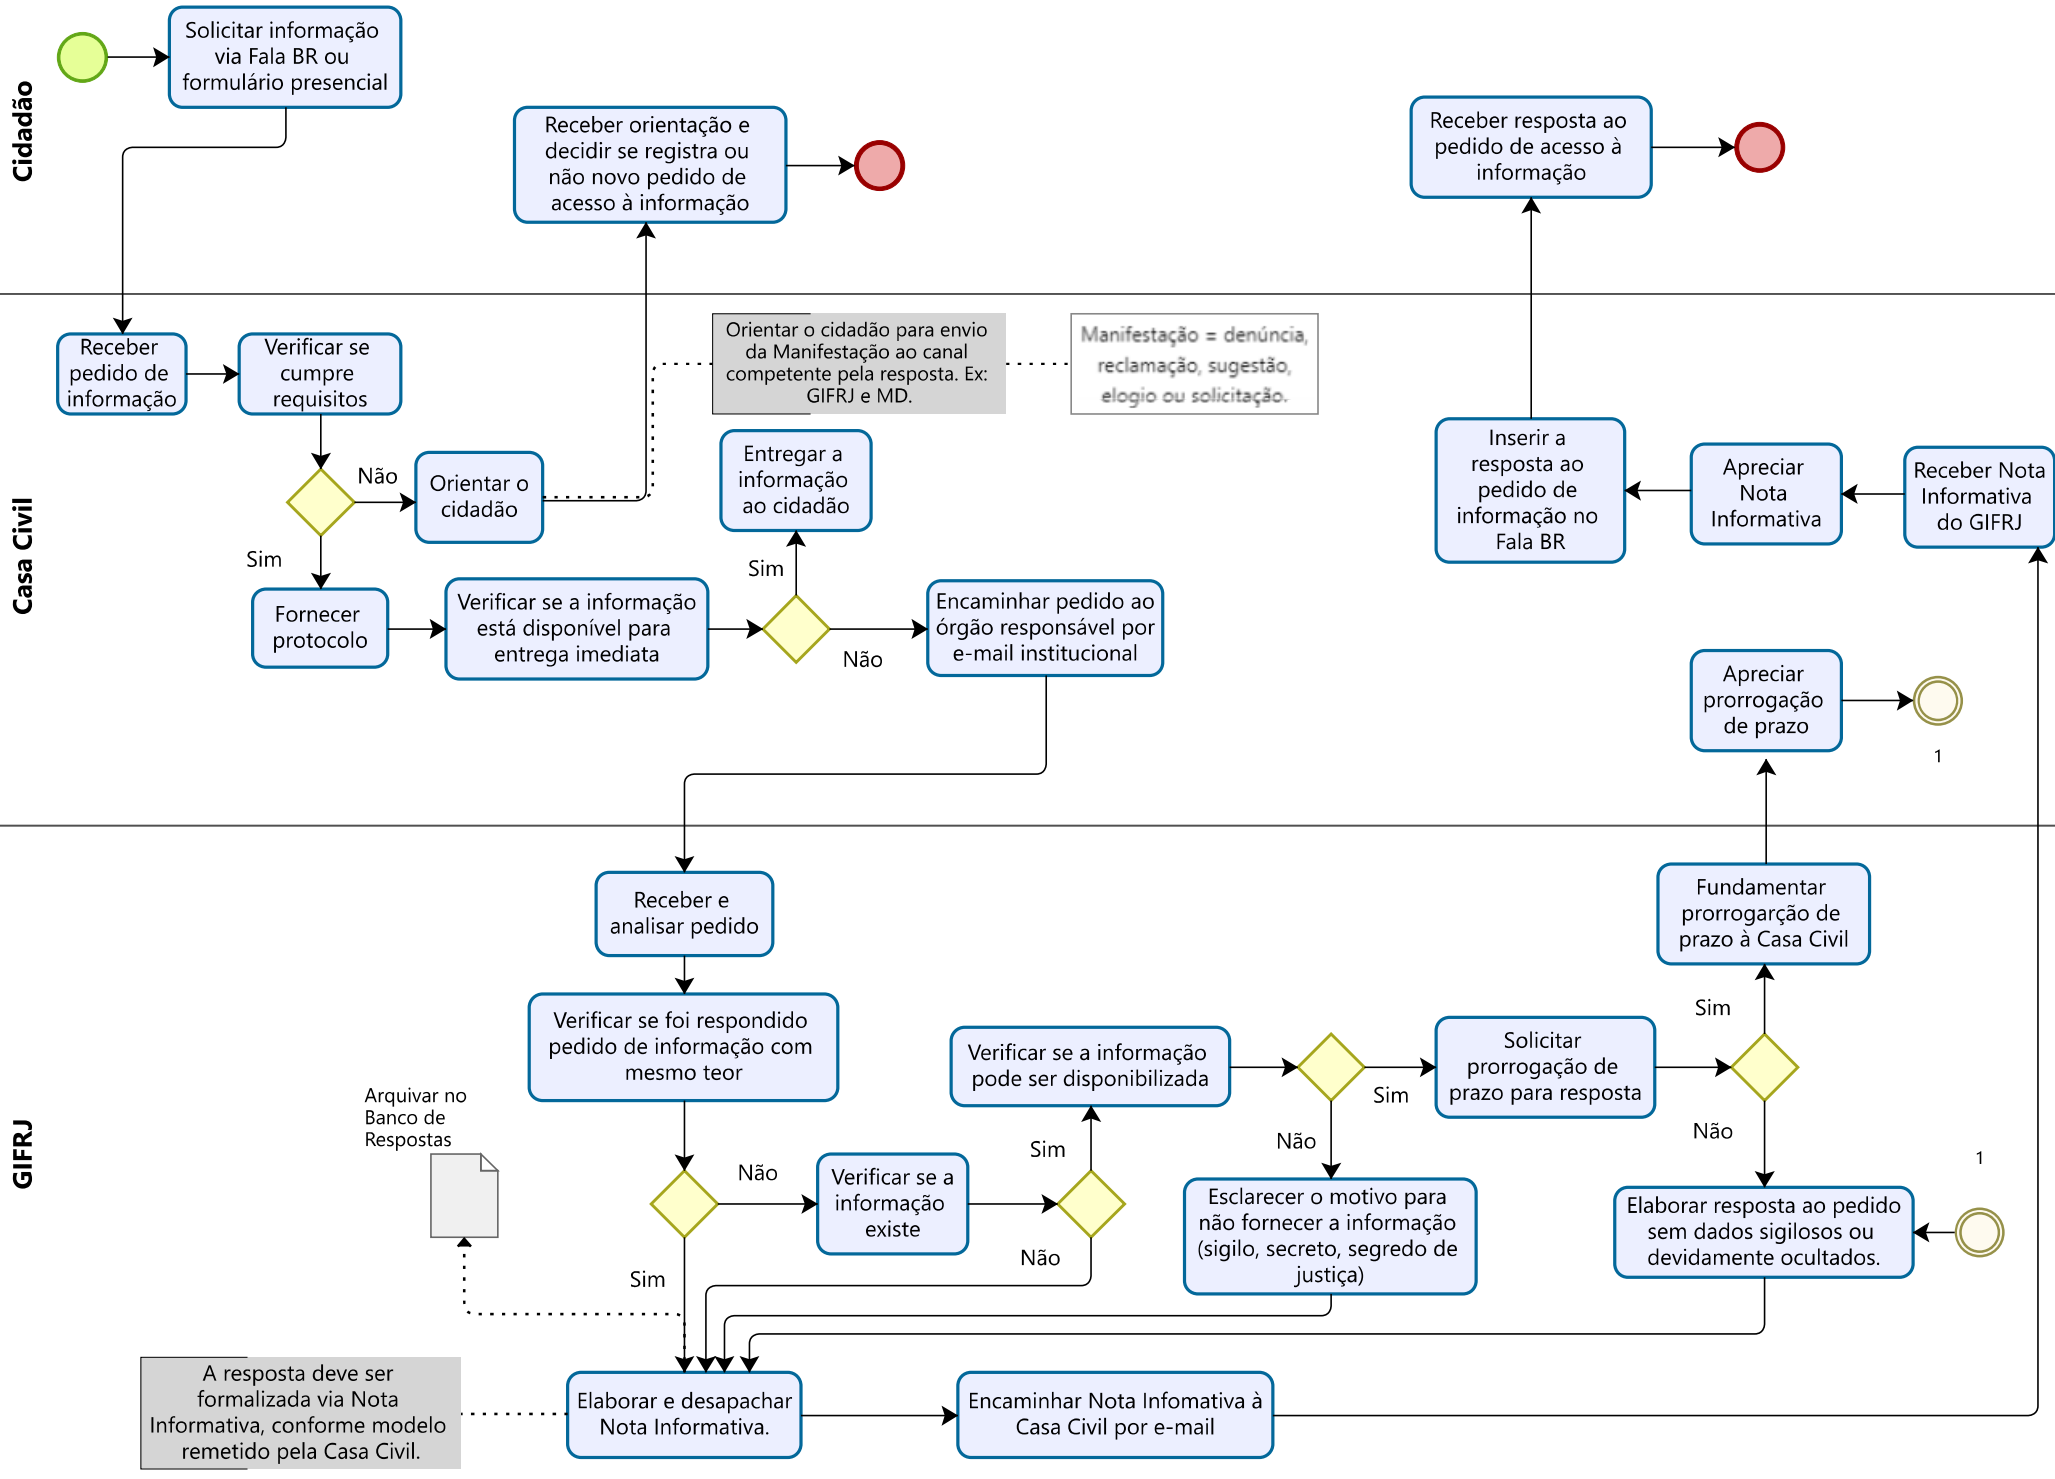 Cidadão
Solicitar informação
via Fala BR ou
formulário presencial
Receber orientação e
decidir se registra ou
não novo pedido de
acesso à informação
Receber resposta ao
pedido de acesso à
informação
Casa Civil
Receber
pedido de
informação
Verificar se
cumpre
requisitos
Orientar o cidadão para envio
da Manifestação ao canal
competente pela resposta. Ex:
GIFRJ e MD.
Manifestação = denúncia,
reclamação, sugestão,
elogio ou solicitação.
Não
Orientar o
cidadão
Sim
Entregar a
informação
ao cidadão
Fornecer
protocolo
Verificar se a informação
está disponível para
entrega imediata
Sim
Não
Encaminhar pedido ao
órgão responsável por
e-mail institucional
Inserir a
resposta ao
pedido de
informação no
Fala BR
Apreciar
Nota
Informativa
Receber Nota
Informativa
do GIFRJ
Apreciar
prorrogação
de prazo
1
GIFRJ
Receber e
analisar pedido
Verificar se foi respondido
pedido de informação com
mesmo teor
Arquivar no
Banco de
Respostas
Não
Sim
Verificar se a
informação
existe
Sim
Não
Verificar se a informação
pode ser disponibilizada
Sim
Não
Esclarecer o motivo para
não fornecer a informação
(sigilo, secreto, segredo de
justiça)
Solicitar
prorrogação de
prazo para resposta
Fundamentar
prorrogarção de
prazo à Casa Civil
Sim
Não
1
Elaborar resposta ao pedido
sem dados sigilosos ou
devidamente ocultados.
A resposta deve ser
formalizada via Nota
Informativa, conforme modelo
remetido pela Casa Civil.
Elaborar e desapachar
Nota Informativa.
Encaminhar Nota Infomativa à
Casa Civil por e-mail